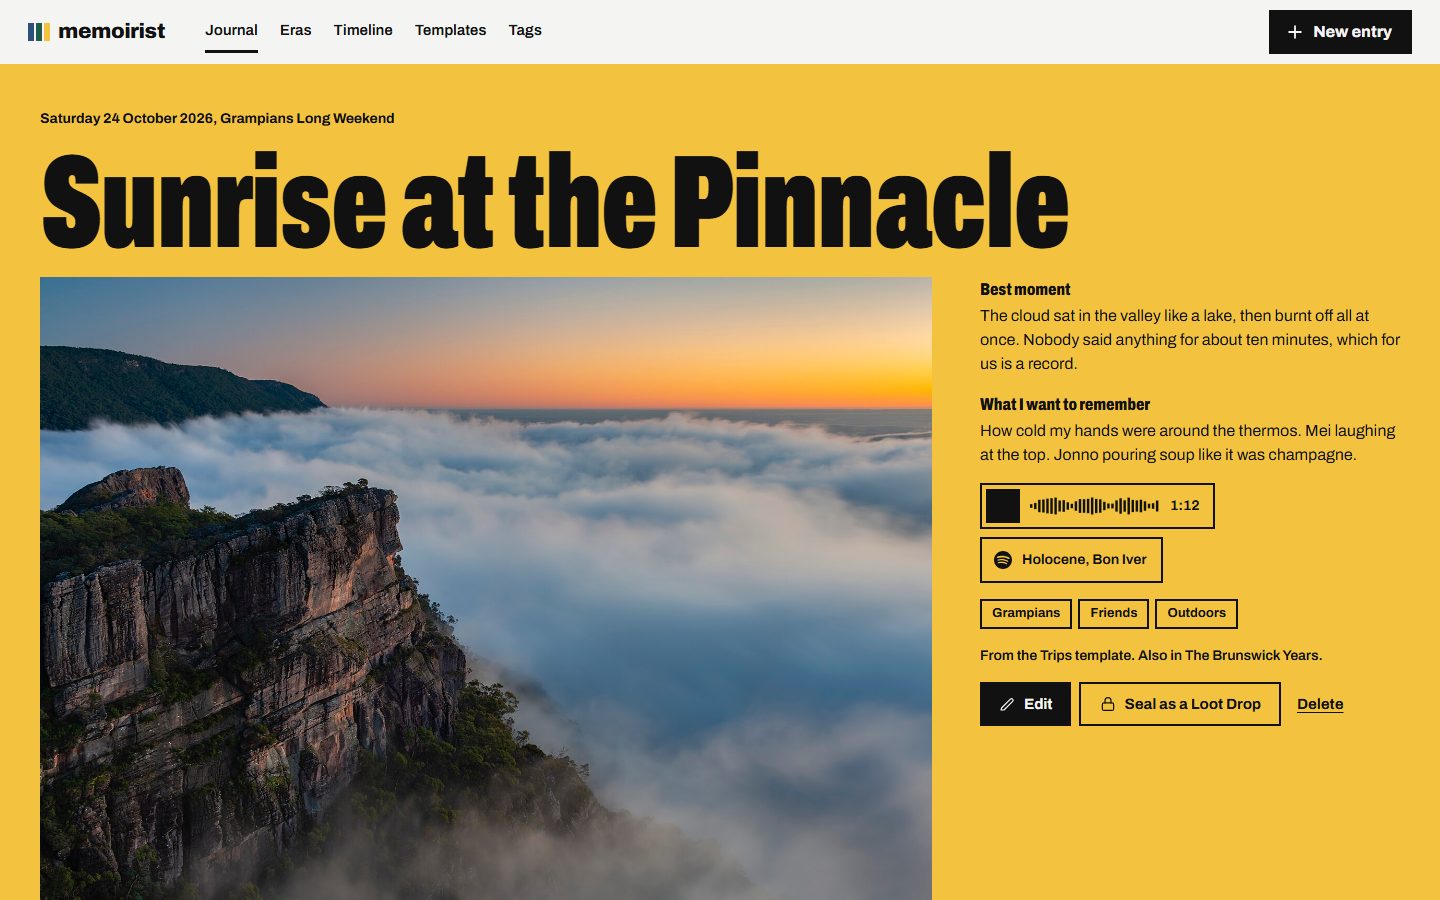 memoirist
Journal
Eras
Timeline
Templates
Tags
New entry
Saturday 24 October 2026, Grampians Long Weekend
Sunrise at the Pinnacle
Best moment
The cloud sat in the valley like a lake, then burnt off all at
once. Nobody said anything for about ten minutes, which for
us is a record.
What I want to remember
How cold my hands were around the thermos. Mei laughing
at the top. Jonno pouring soup like it was champagne.
1:12
Holocene, Bon Iver
Grampians
Friends
Outdoors
From the Trips template. Also in The Brunswick Years.
Edit
Seal as a Loot Drop
Delete